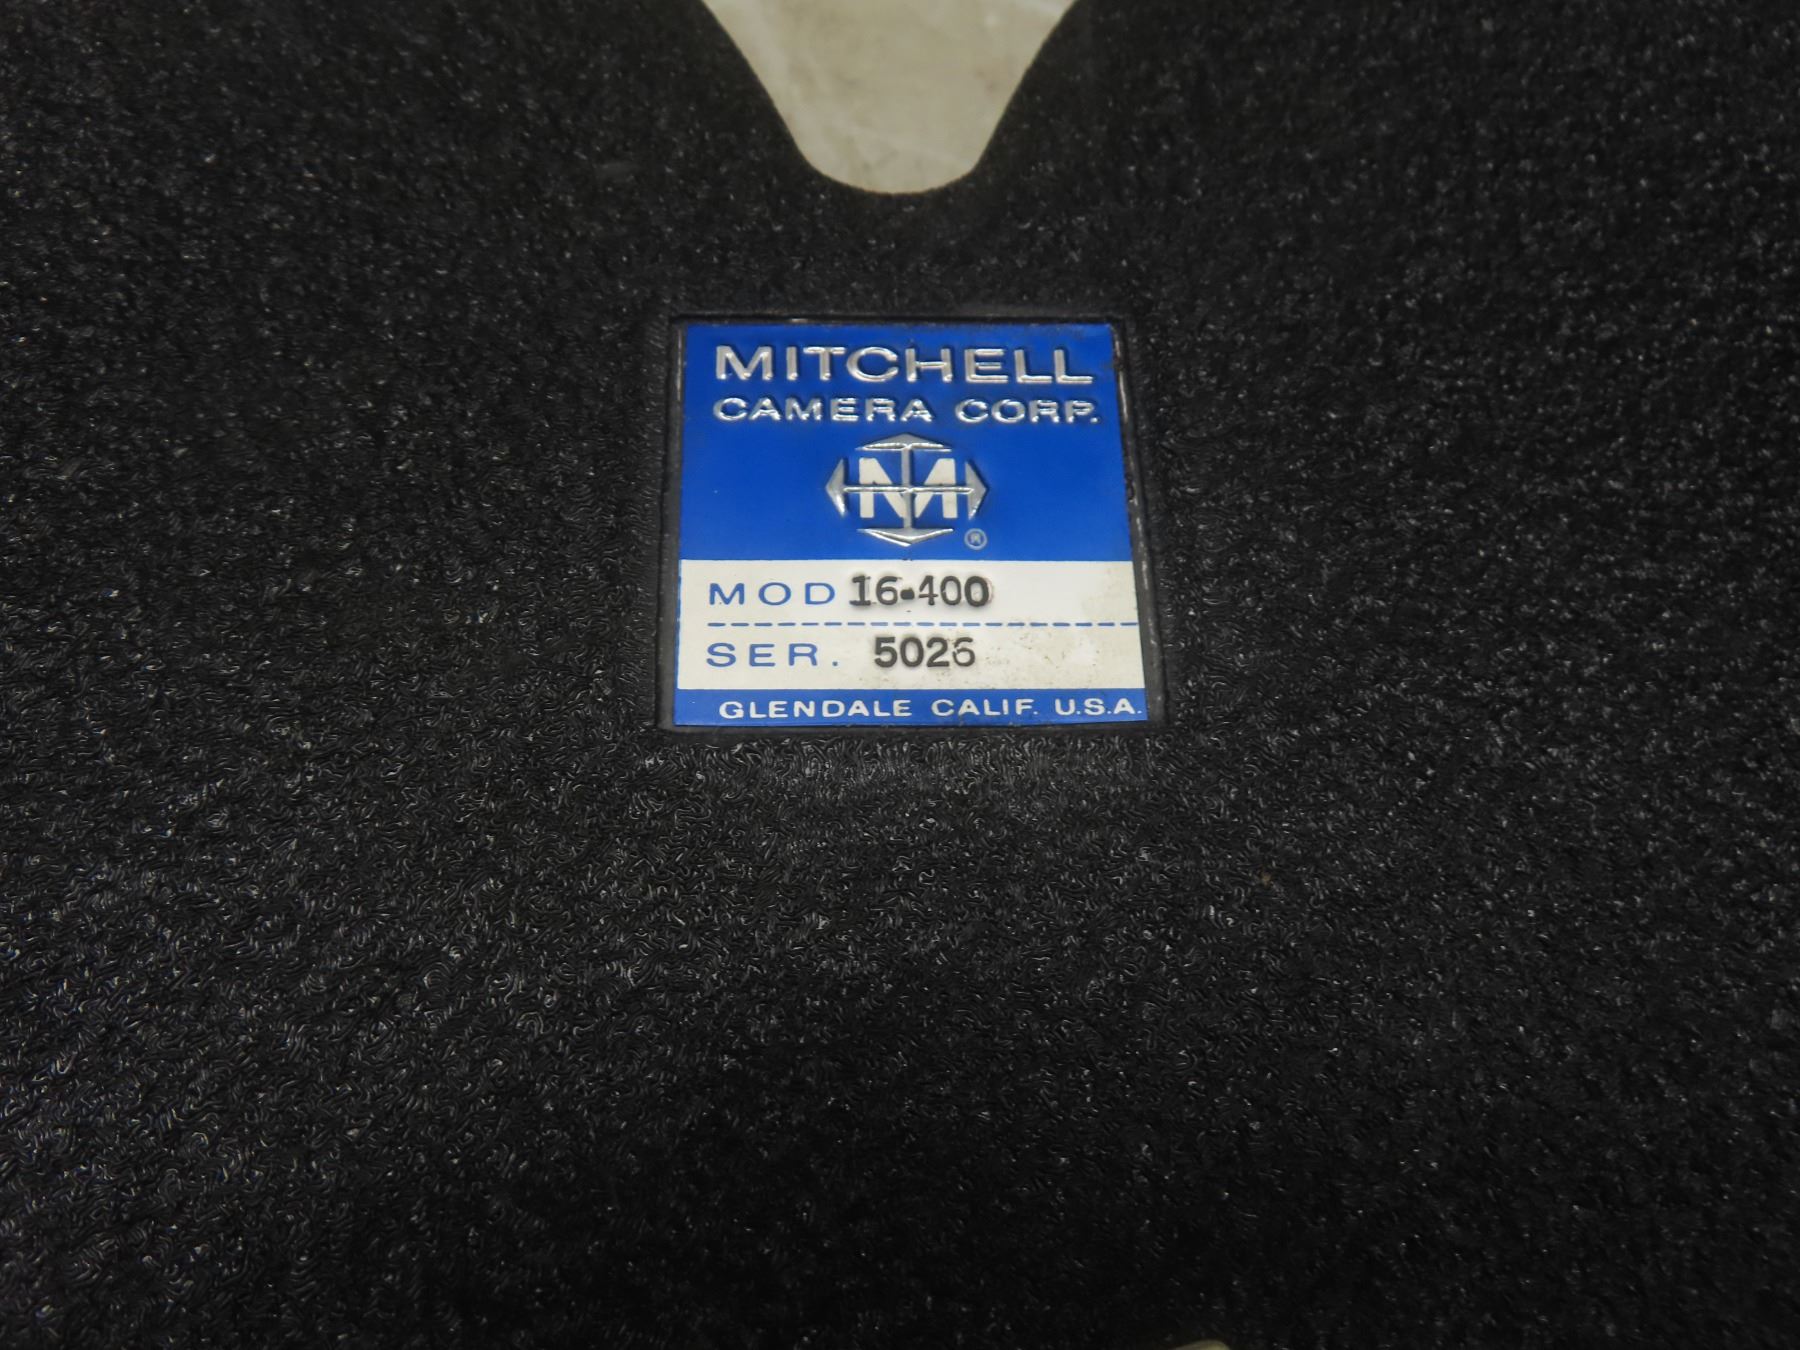 MITCHELL
CAMERA CORP.
M
®
MOD 16-400
SER. 5026
GLENDALE CALIF. U.S.A.